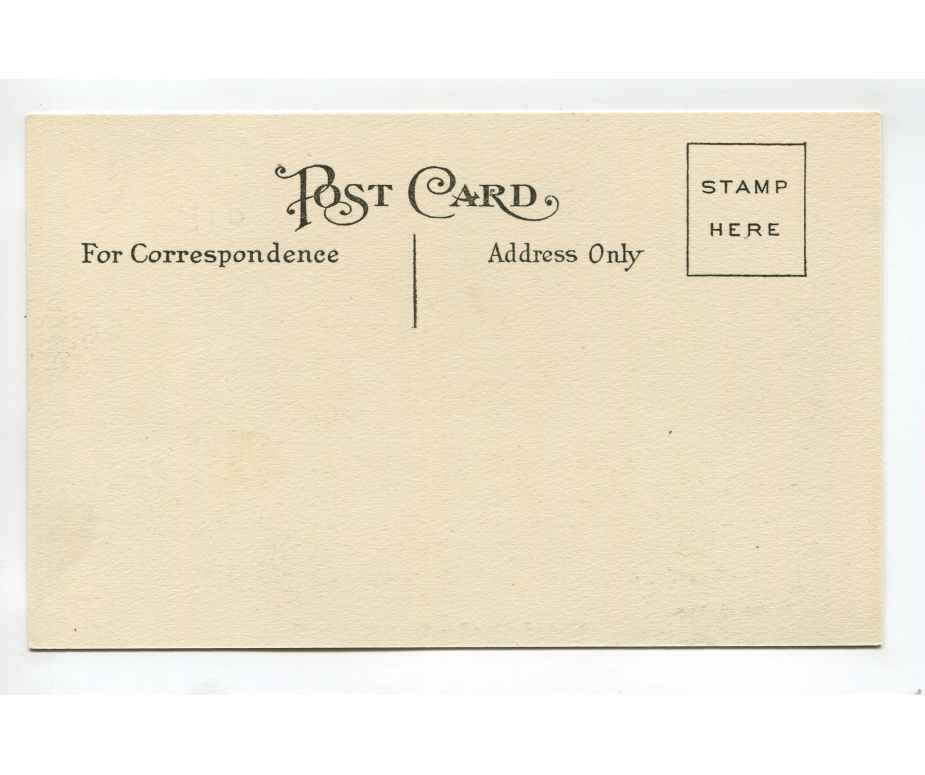 POST CARD
For Correspondence
Address Only
STAMP
HERE